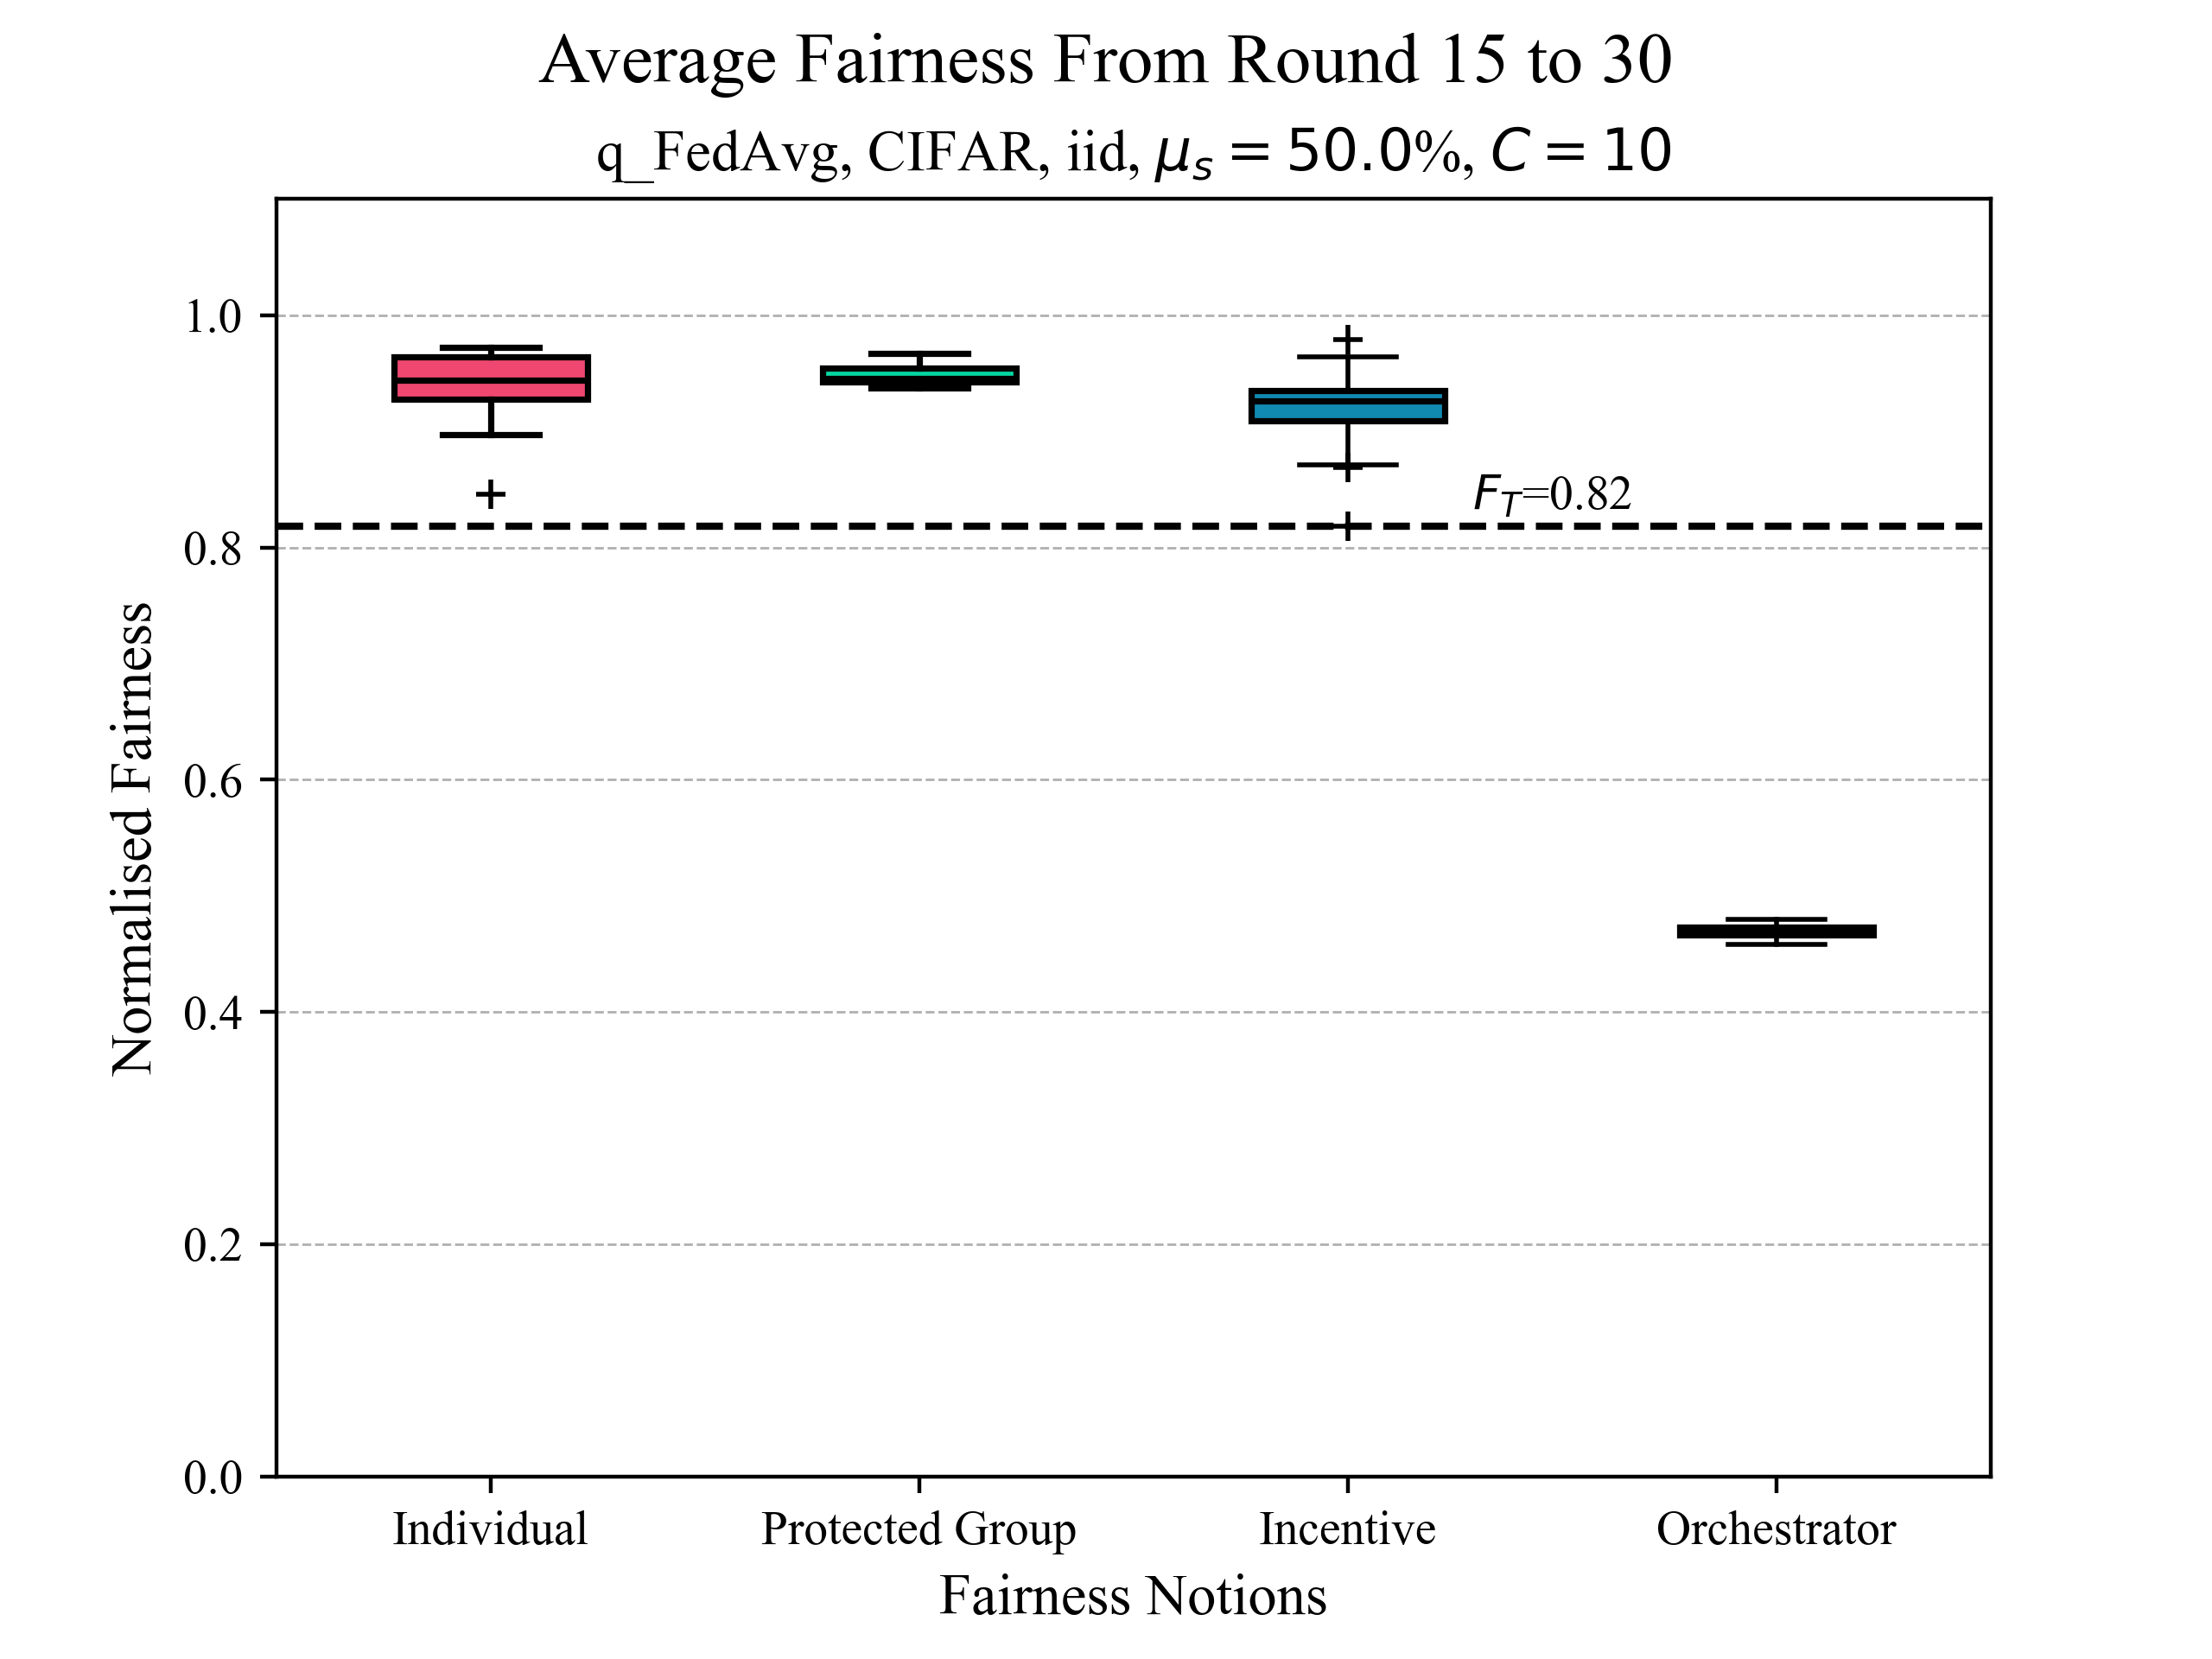 Average Fairness From Round 15 to 30
q_FedAvg, CIFAR, iid, μₛ = 50.0%, C = 10
1.0
0.8
0.6
0.4
0.2
0.0
Normalised Fairness
F_T=0.82
Individual
Protected Group
Incentive
Orchestrator
Fairness Notions